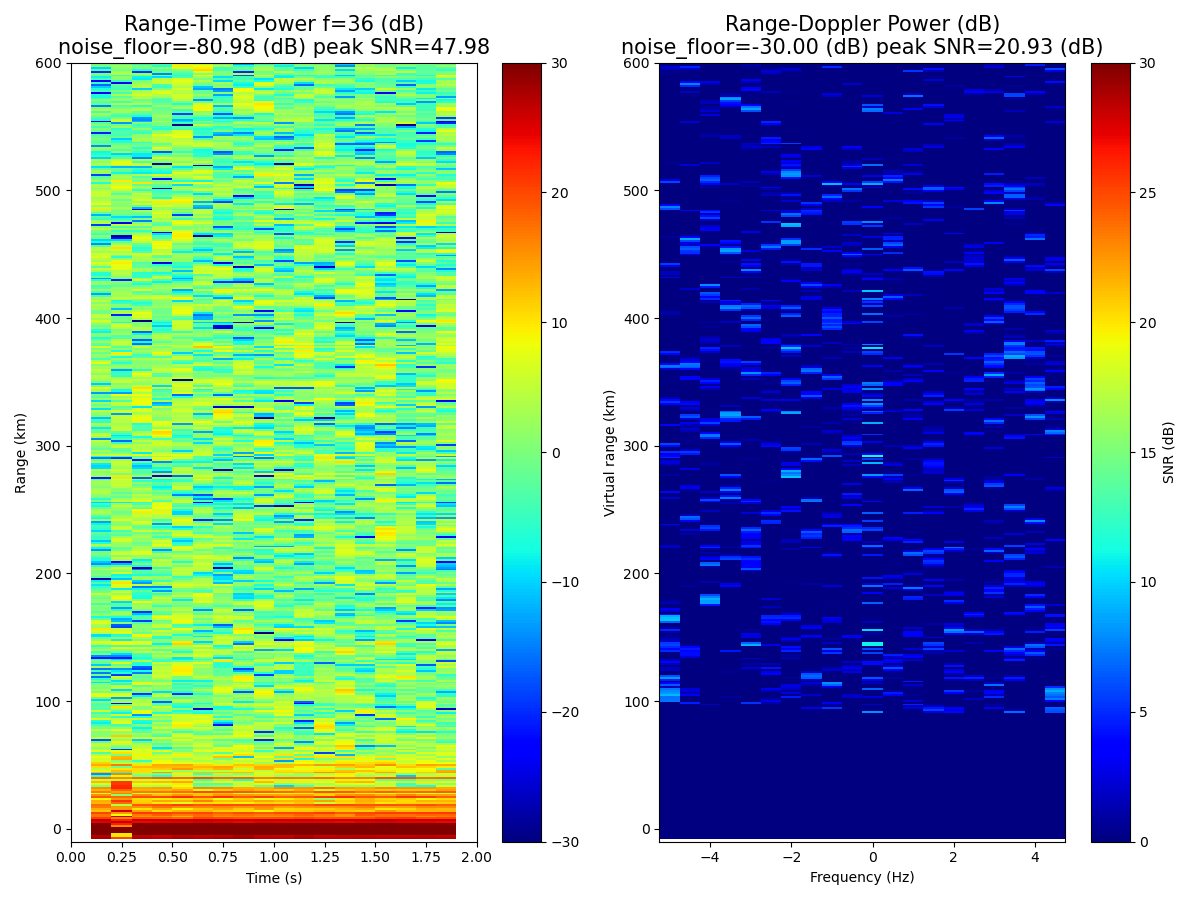 Range-Time Power f=36 (dB)
noise_floor=-80.98 (dB) peak SNR=47.98
Range (km)
600
500
400
300
200
100
0
0.00 0.25 0.50 0.75 1.00 1.25 1.50 1.75 2.00
Time (s)
30
20
10
0
−10
−20
−30
Range-Doppler Power (dB)
noise_floor=-30.00 (dB) peak SNR=20.93 (dB)
Virtual range (km)
600
500
400
300
200
100
0
−4 −2 0 2 4
Frequency (Hz)
30
25
20
15
10
5
0
SNR (dB)